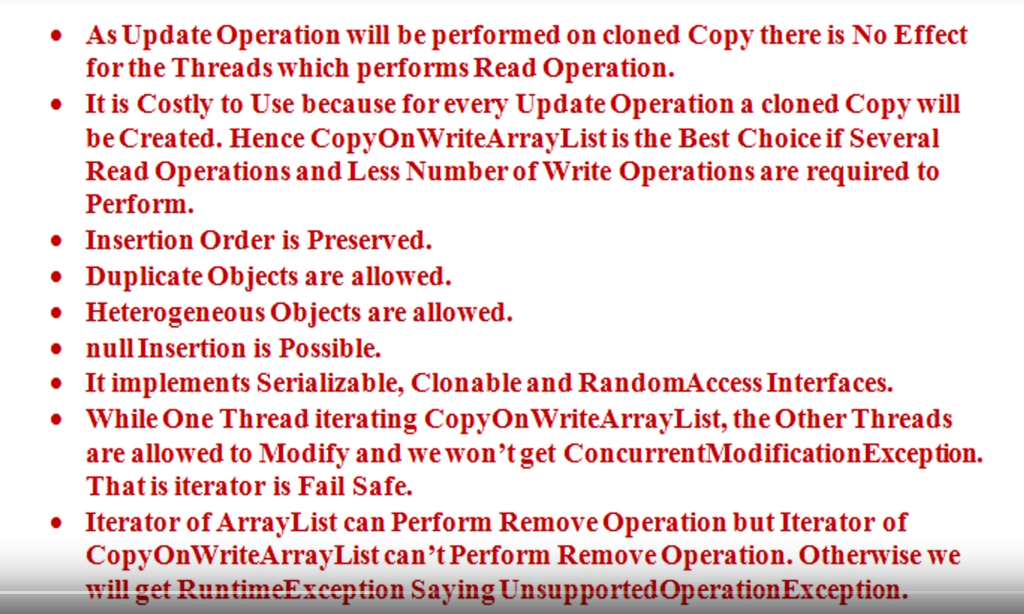 • As Update Operation will be performed on cloned Copy there is No Effect
for the Threads which performs Read Operation.
• It is Costly to Use because for every Update Operation a cloned Copy will
be Created. Hence CopyOnWriteArrayList is the Best Choice if Several
Read Operations and Less Number of Write Operations are required to
Perform.
• Insertion Order is Preserved.
• Duplicate Objects are allowed.
• Heterogeneous Objects are allowed.
• null Insertion is Possible.
• It implements Serializable, Clonable and RandomAccess Interfaces.
• While One Thread iterating CopyOnWriteArrayList, the Other Threads
are allowed to Modify and we won’t get ConcurrentModificationException.
That is iterator is Fail Safe.
• Iterator of ArrayList can Perform Remove Operation but Iterator of
CopyOnWriteArrayList can’t Perform Remove Operation. Otherwise we
will get RuntimeException Saying UnsupportedOperationException.